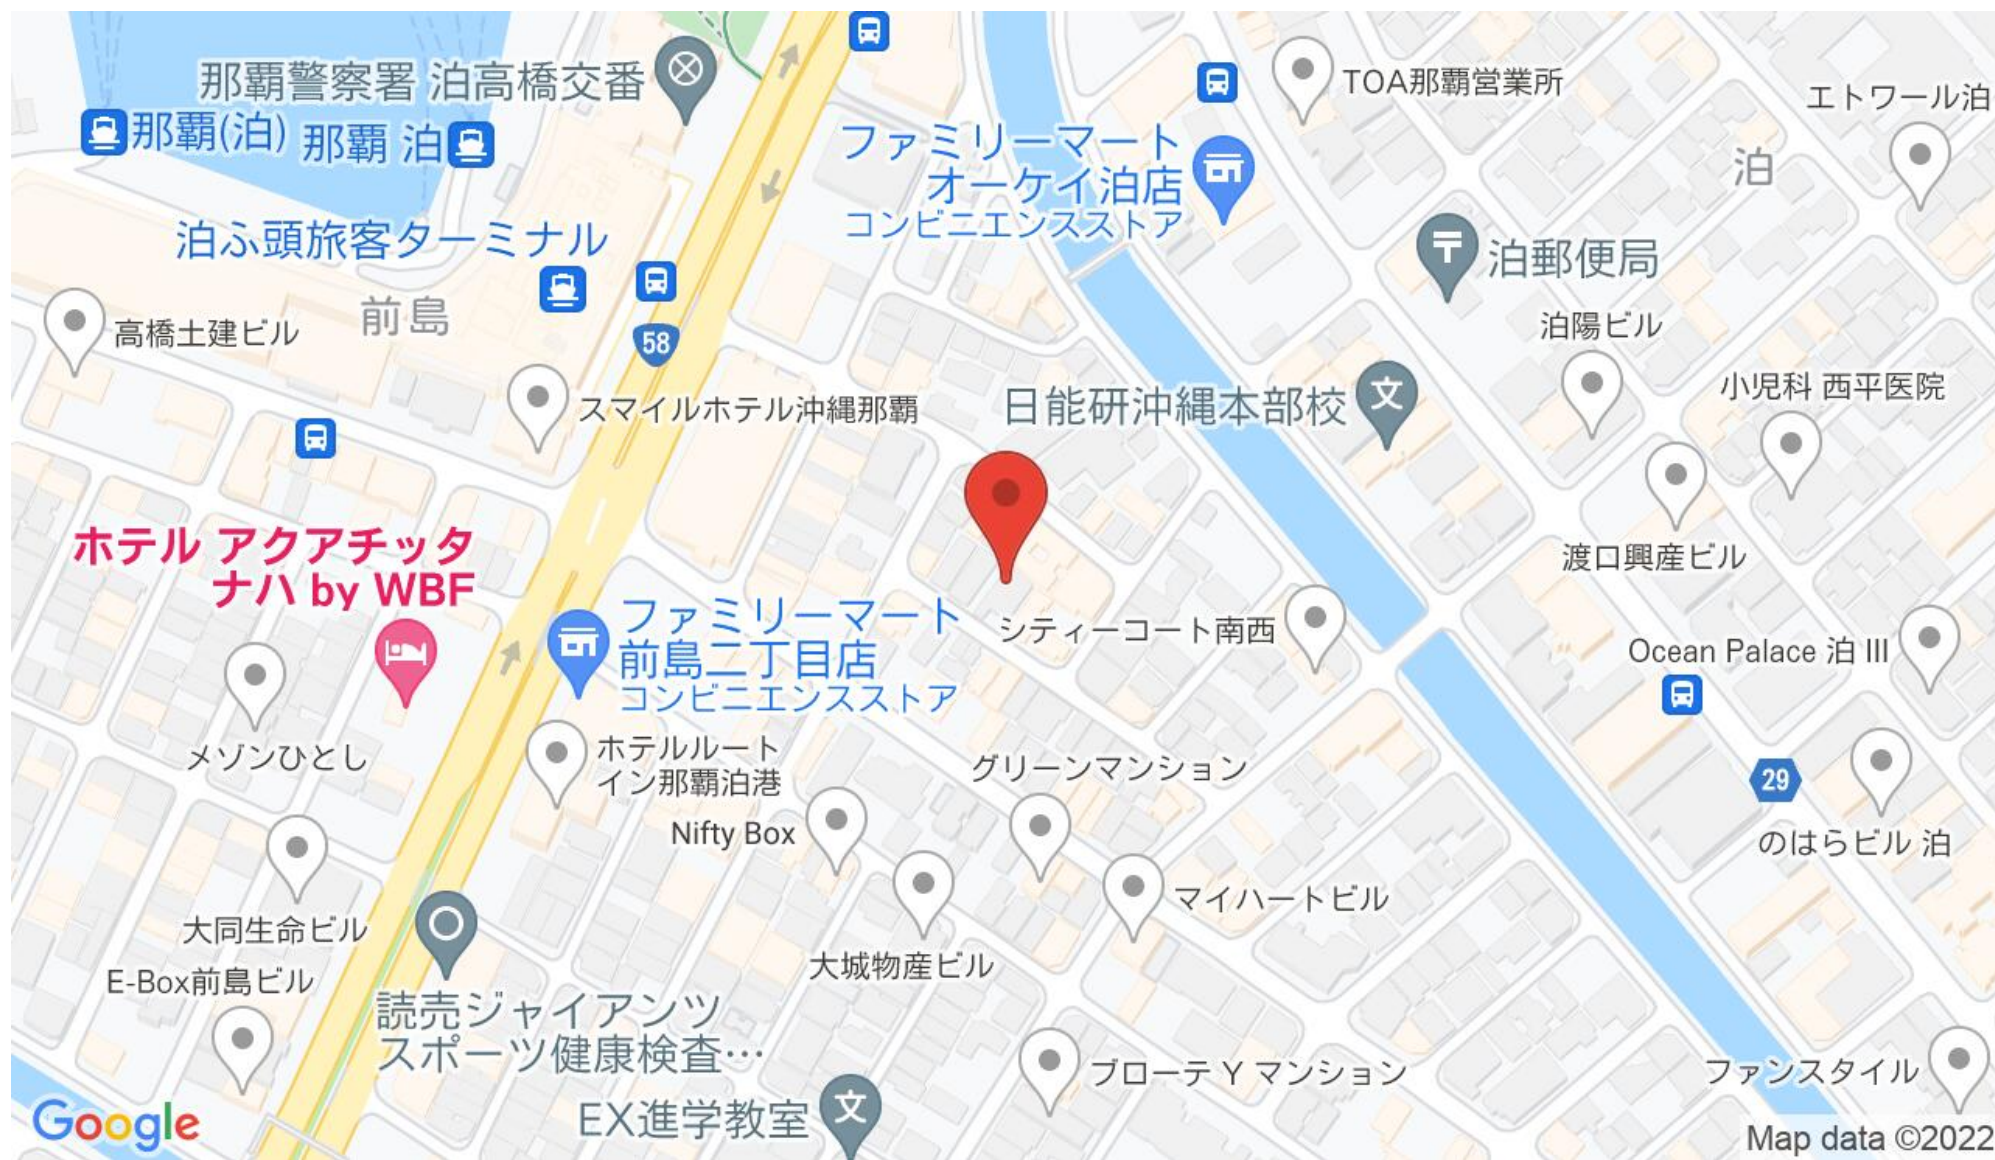 那覇警察署 泊高橋交番
TOA那覇営業所
エトワール泊
那覇(泊)
那覇 泊
ファミリーマート
オーケイ泊店
コンビニエンスストア
泊
泊ふ頭旅客ターミナル
泊郵便局
前島
高橋土建ビル
58
泊陽ビル
スマイルホテル沖縄那覇
日能研沖縄本部校
文
小児科 西平医院
ホテル アクアチッタ
ナハ by WBF
渡口興産ビル
ファミリーマート
前島二丁目店
コンビニエンスストア
シティーコート南西
Ocean Palace 泊 III
メゾンひとし
ホテルルート
イン那覇泊港
グリーンマンション
29
Nifty Box
のはらビル 泊
マイハートビル
大同生命ビル
大城物産ビル
E-Box前島ビル
読売ジャイアンツ
スポーツ健康検査…
ブローテ Y マンション
ファンスタイル
EX進学教室
文
Google
Map data ©2022